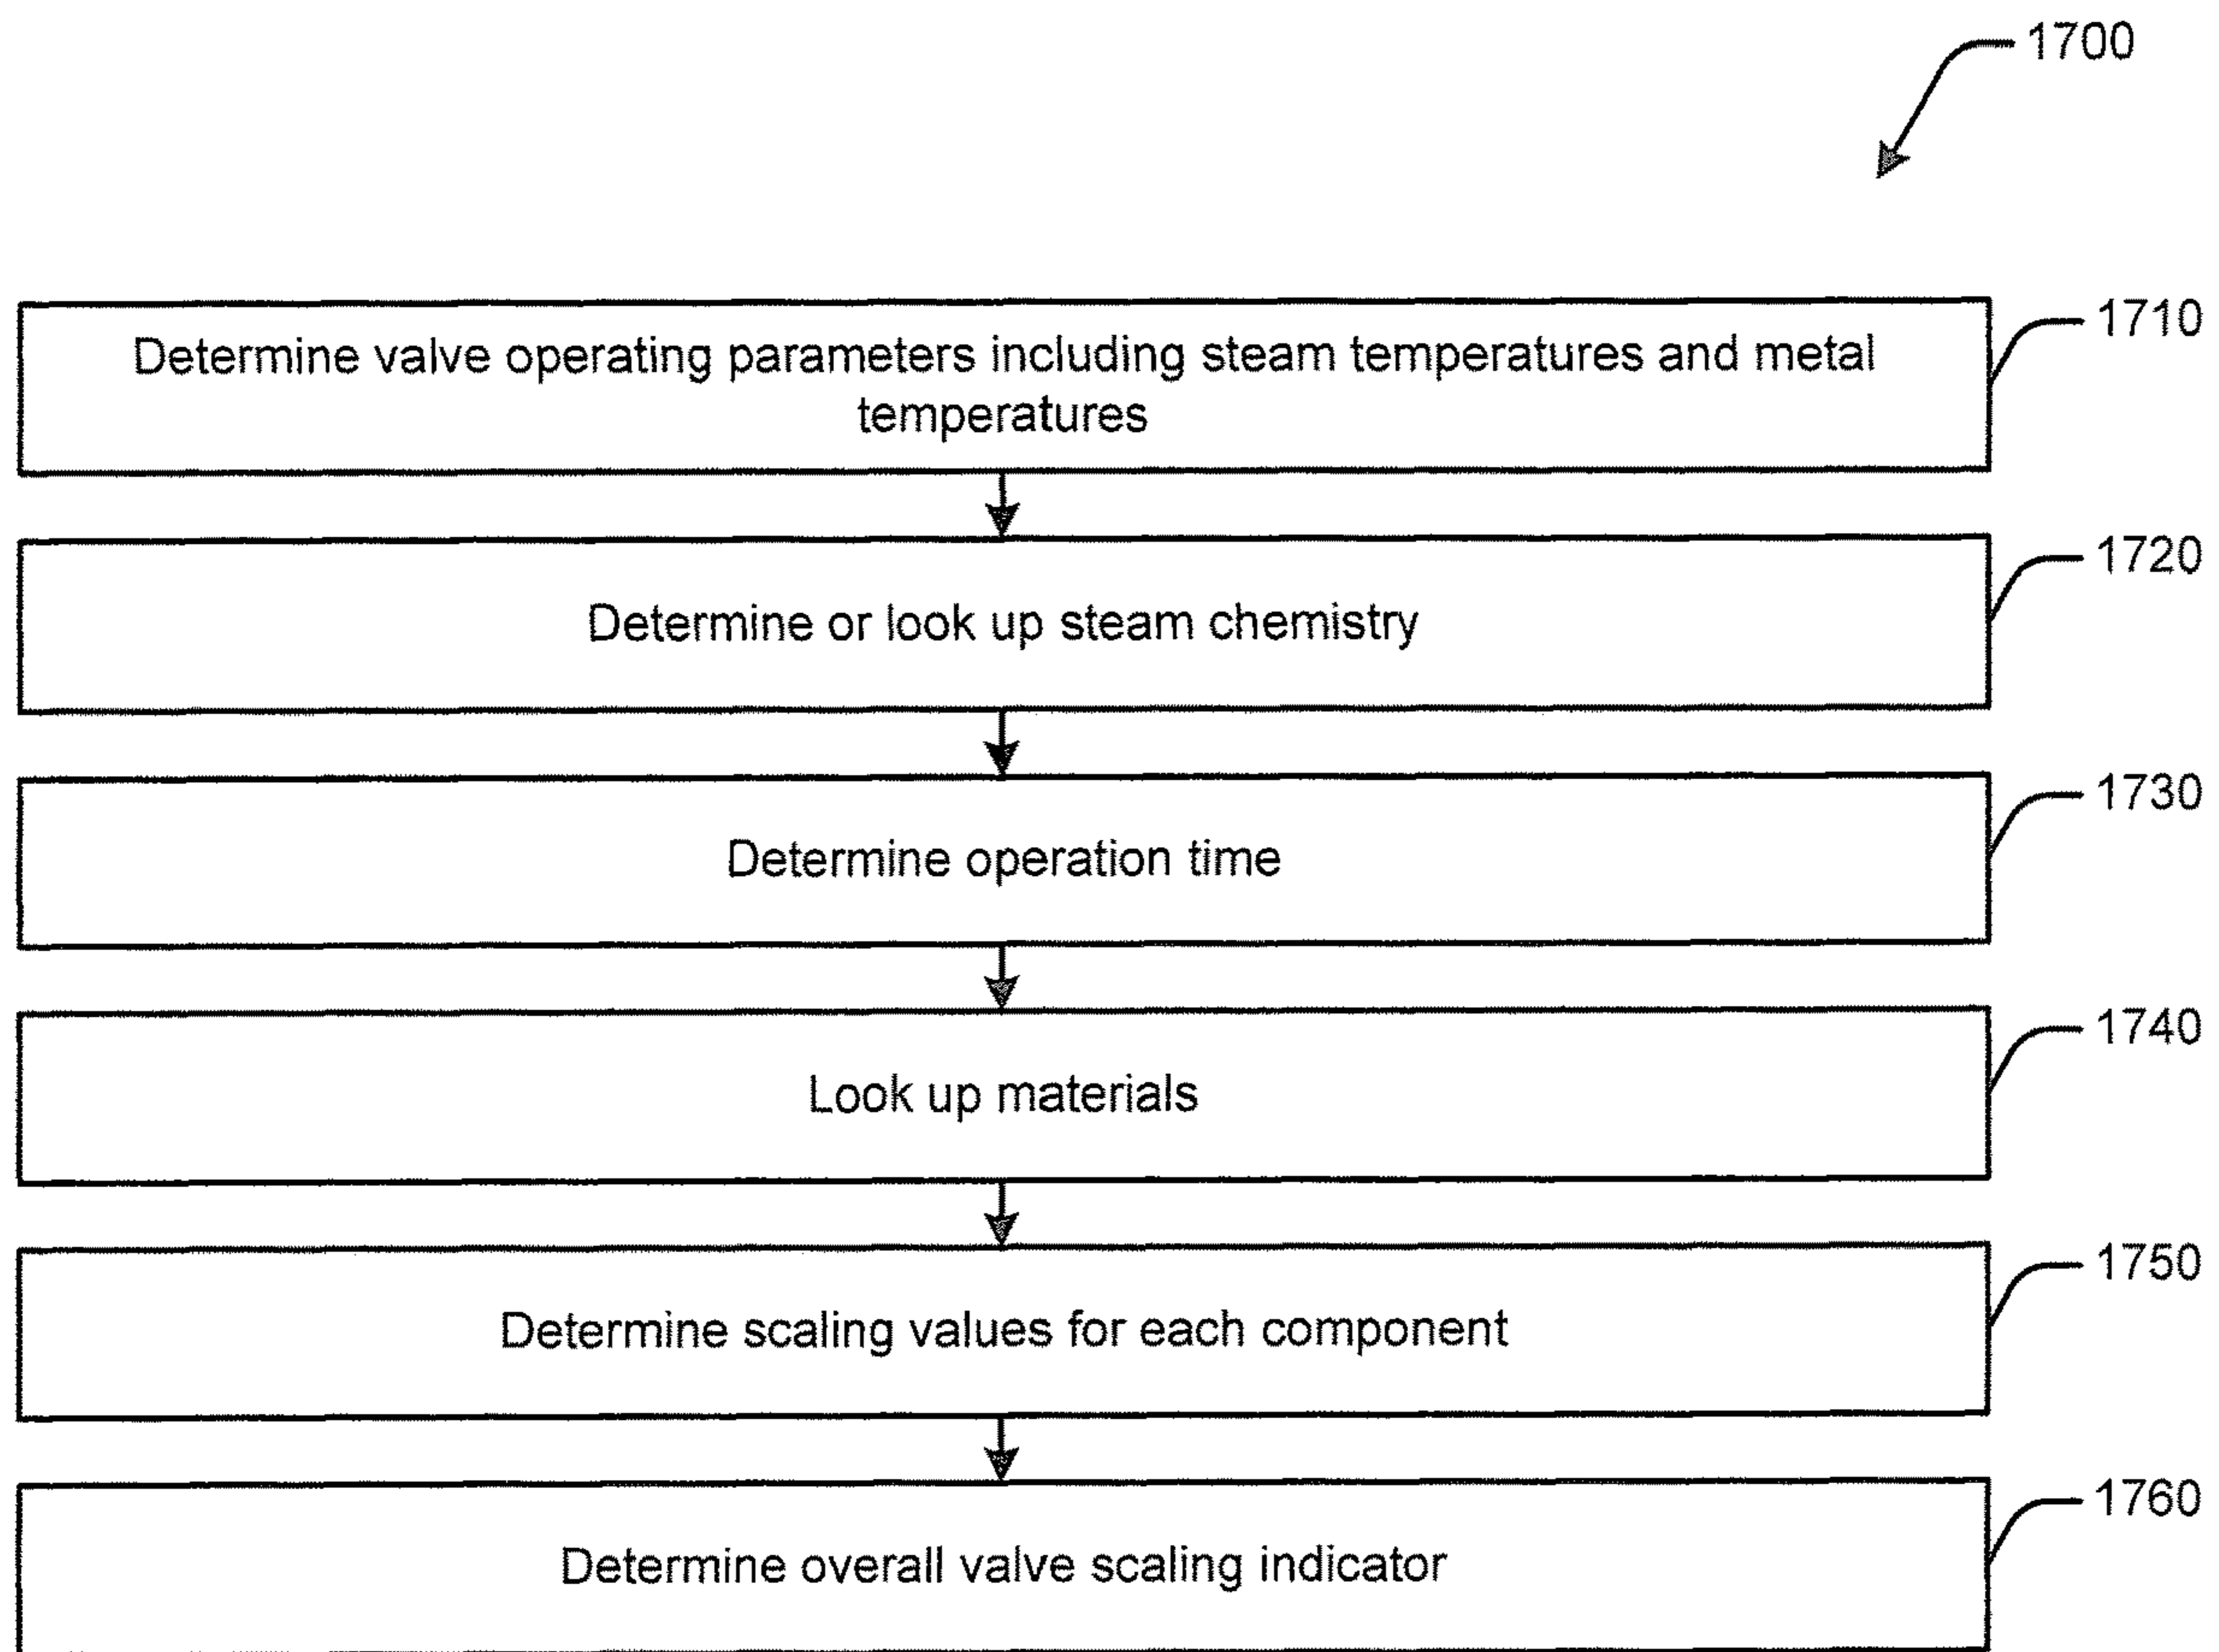 1700
Determine valve operating parameters including steam temperatures and metal
temperatures
1710
Determine or look up steam chemistry
1720
Determine operation time
1730
Look up materials
1740
Determine scaling values for each component
1750
Determine overall valve scaling indicator
1760